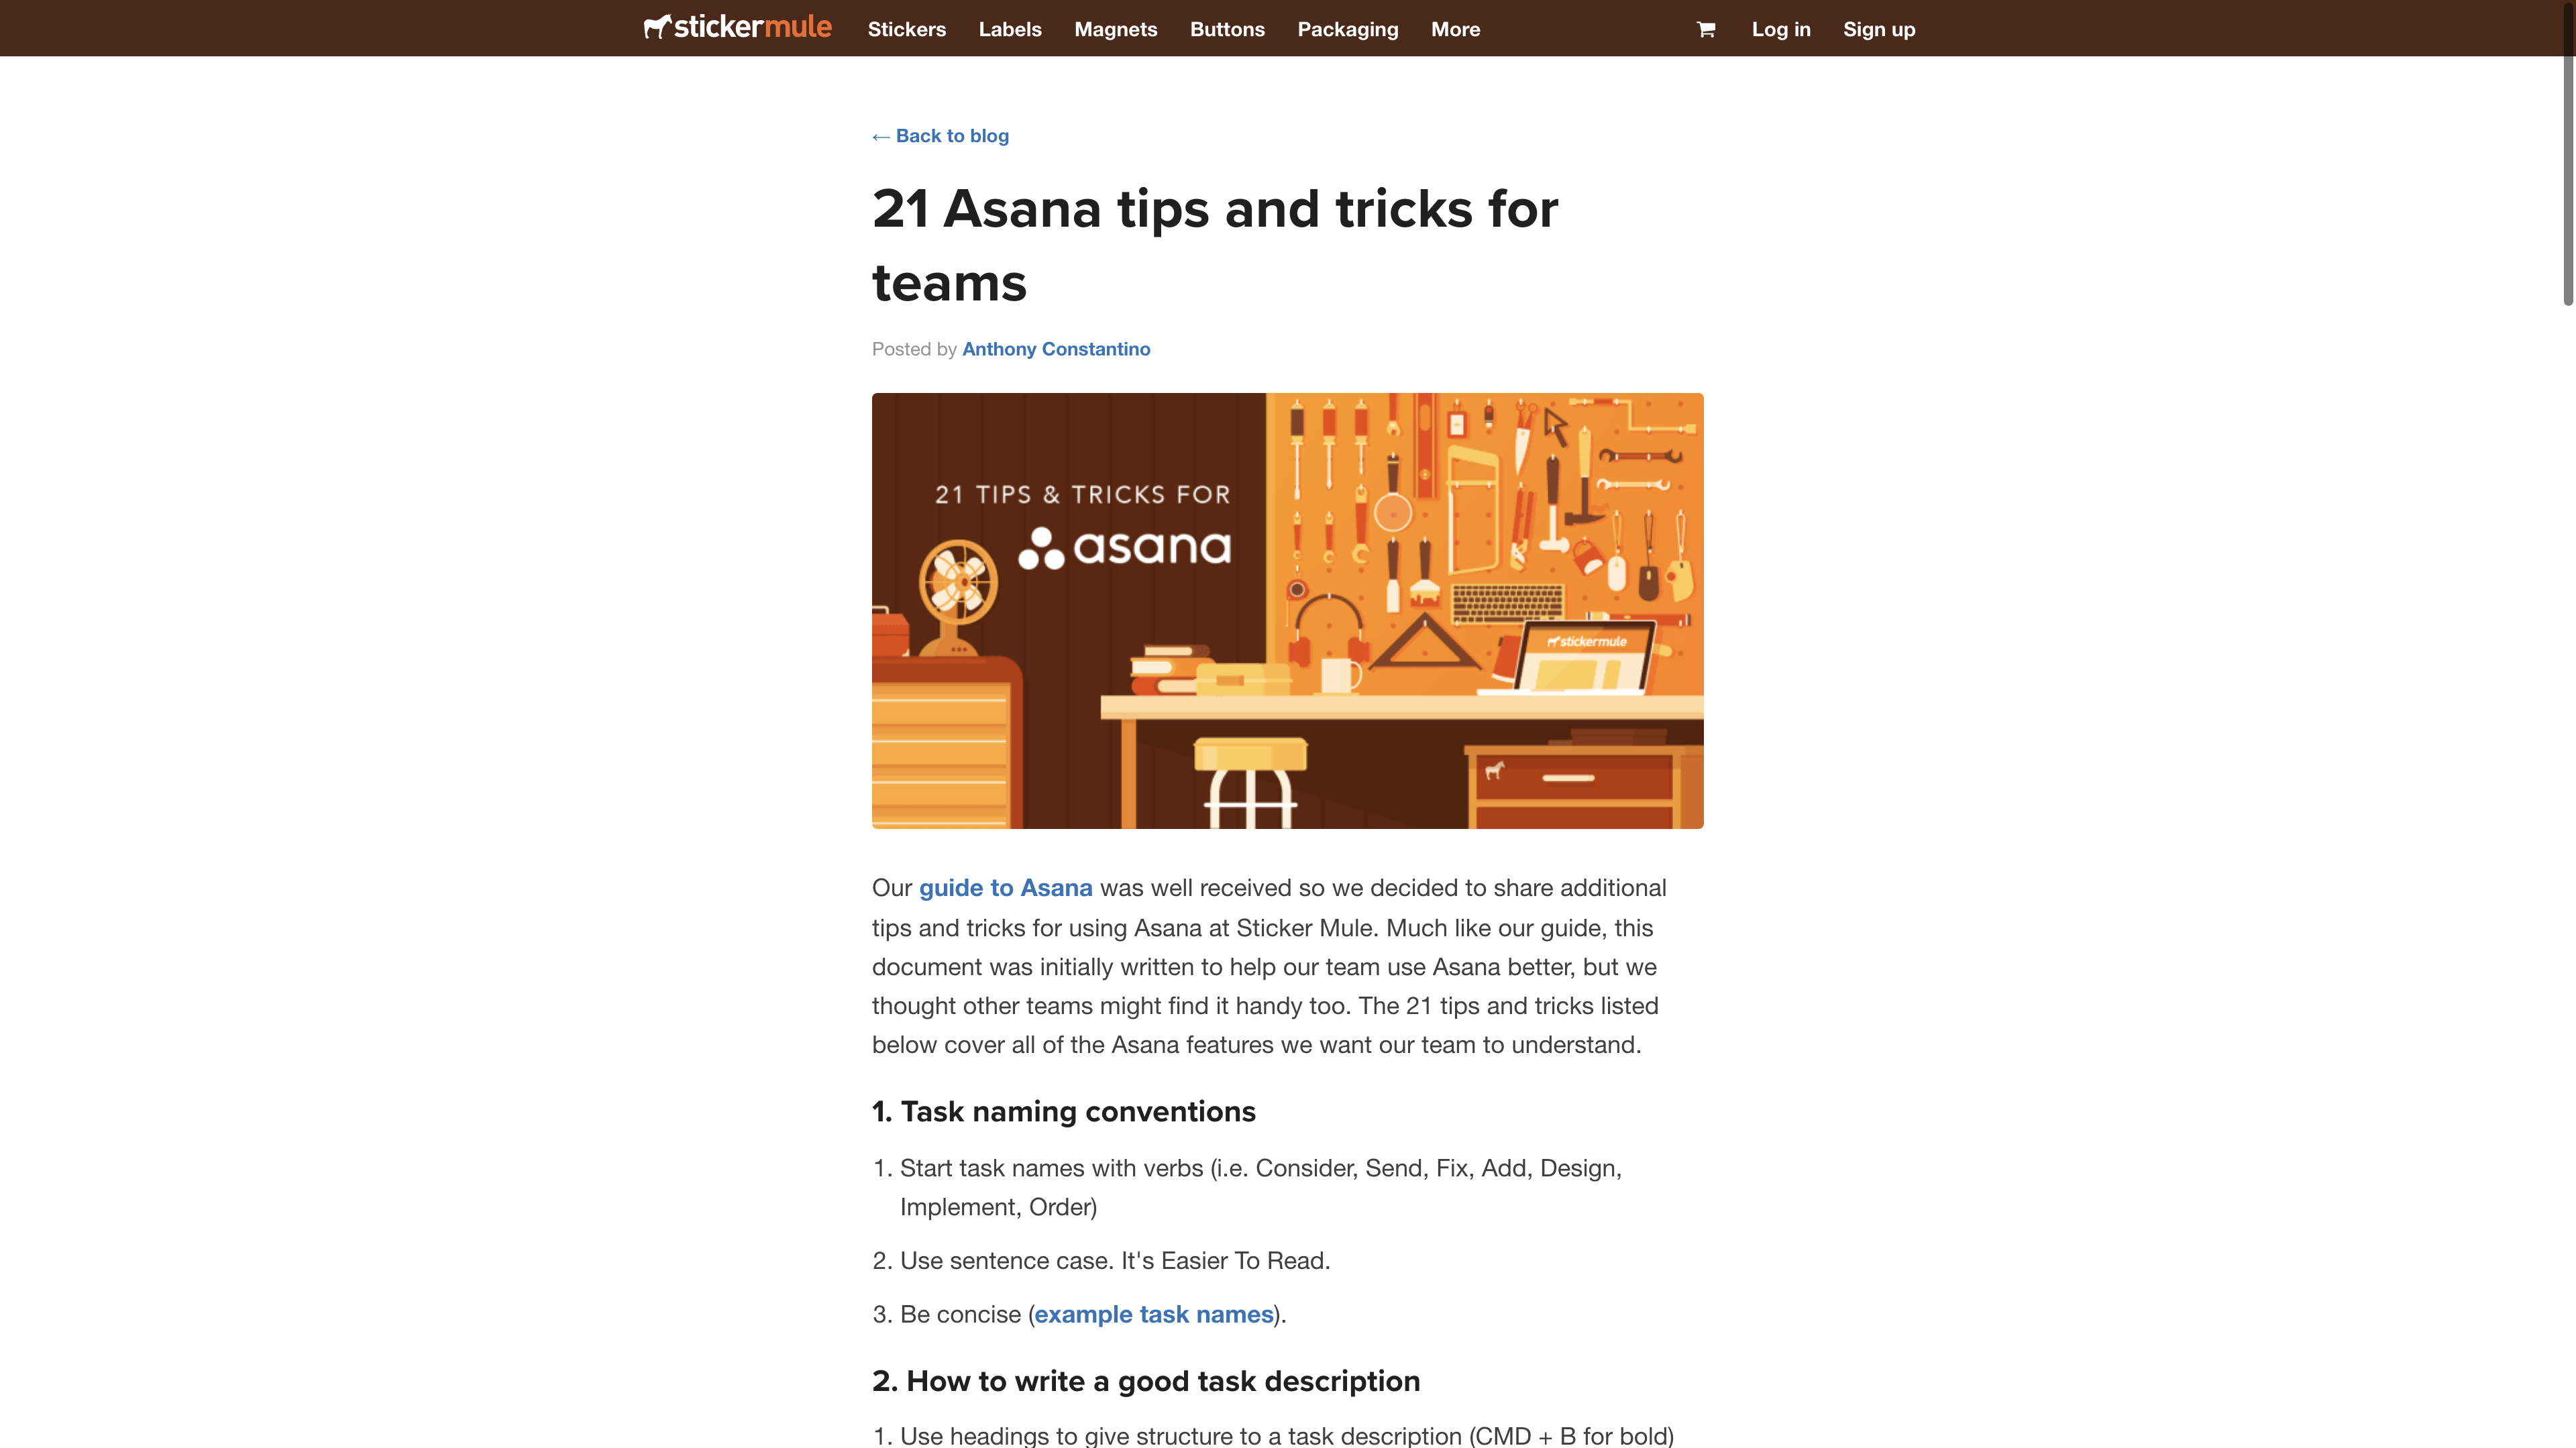 stickermule Stickers Labels Magnets Buttons Packaging More Log in Sign up
← Back to blog
21 Asana tips and tricks for
teams
Posted by Anthony Constantino
21 TIPS & TRICKS FOR
asana
stickermule
Our guide to Asana was well received so we decided to share additional
tips and tricks for using Asana at Sticker Mule. Much like our guide, this
document was initially written to help our team use Asana better, but we
thought other teams might find it handy too. The 21 tips and tricks listed
below cover all of the Asana features we want our team to understand.
1. Task naming conventions
1. Start task names with verbs (i.e. Consider, Send, Fix, Add, Design,
Implement, Order)
2. Use sentence case. It's Easier To Read.
3. Be concise (example task names).
2. How to write a good task description
1. Use headings to give structure to a task description (CMD + B for bold)